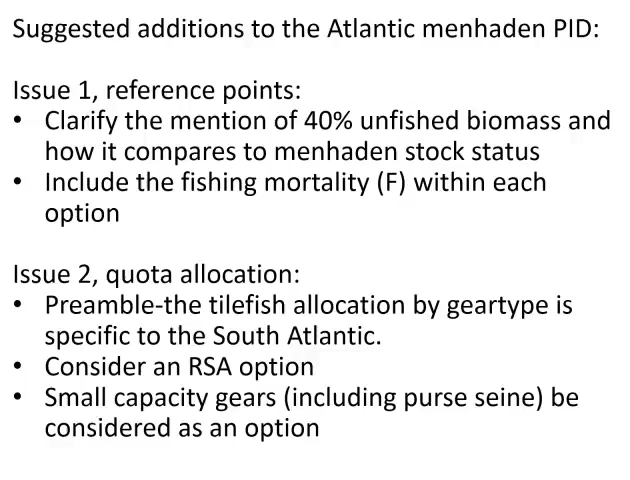 Suggested additions to the Atlantic menhaden PID:
Issue 1, reference points:
• Clarify the mention of 40% unfished biomass and
how it compares to menhaden stock status
• Include the fishing mortality (F) within each
option
Issue 2, quota allocation:
• Preamble-the tilefish allocation by geartype is
specific to the South Atlantic.
• Consider an RSA option
• Small capacity gears (including purse seine) be
considered as an option